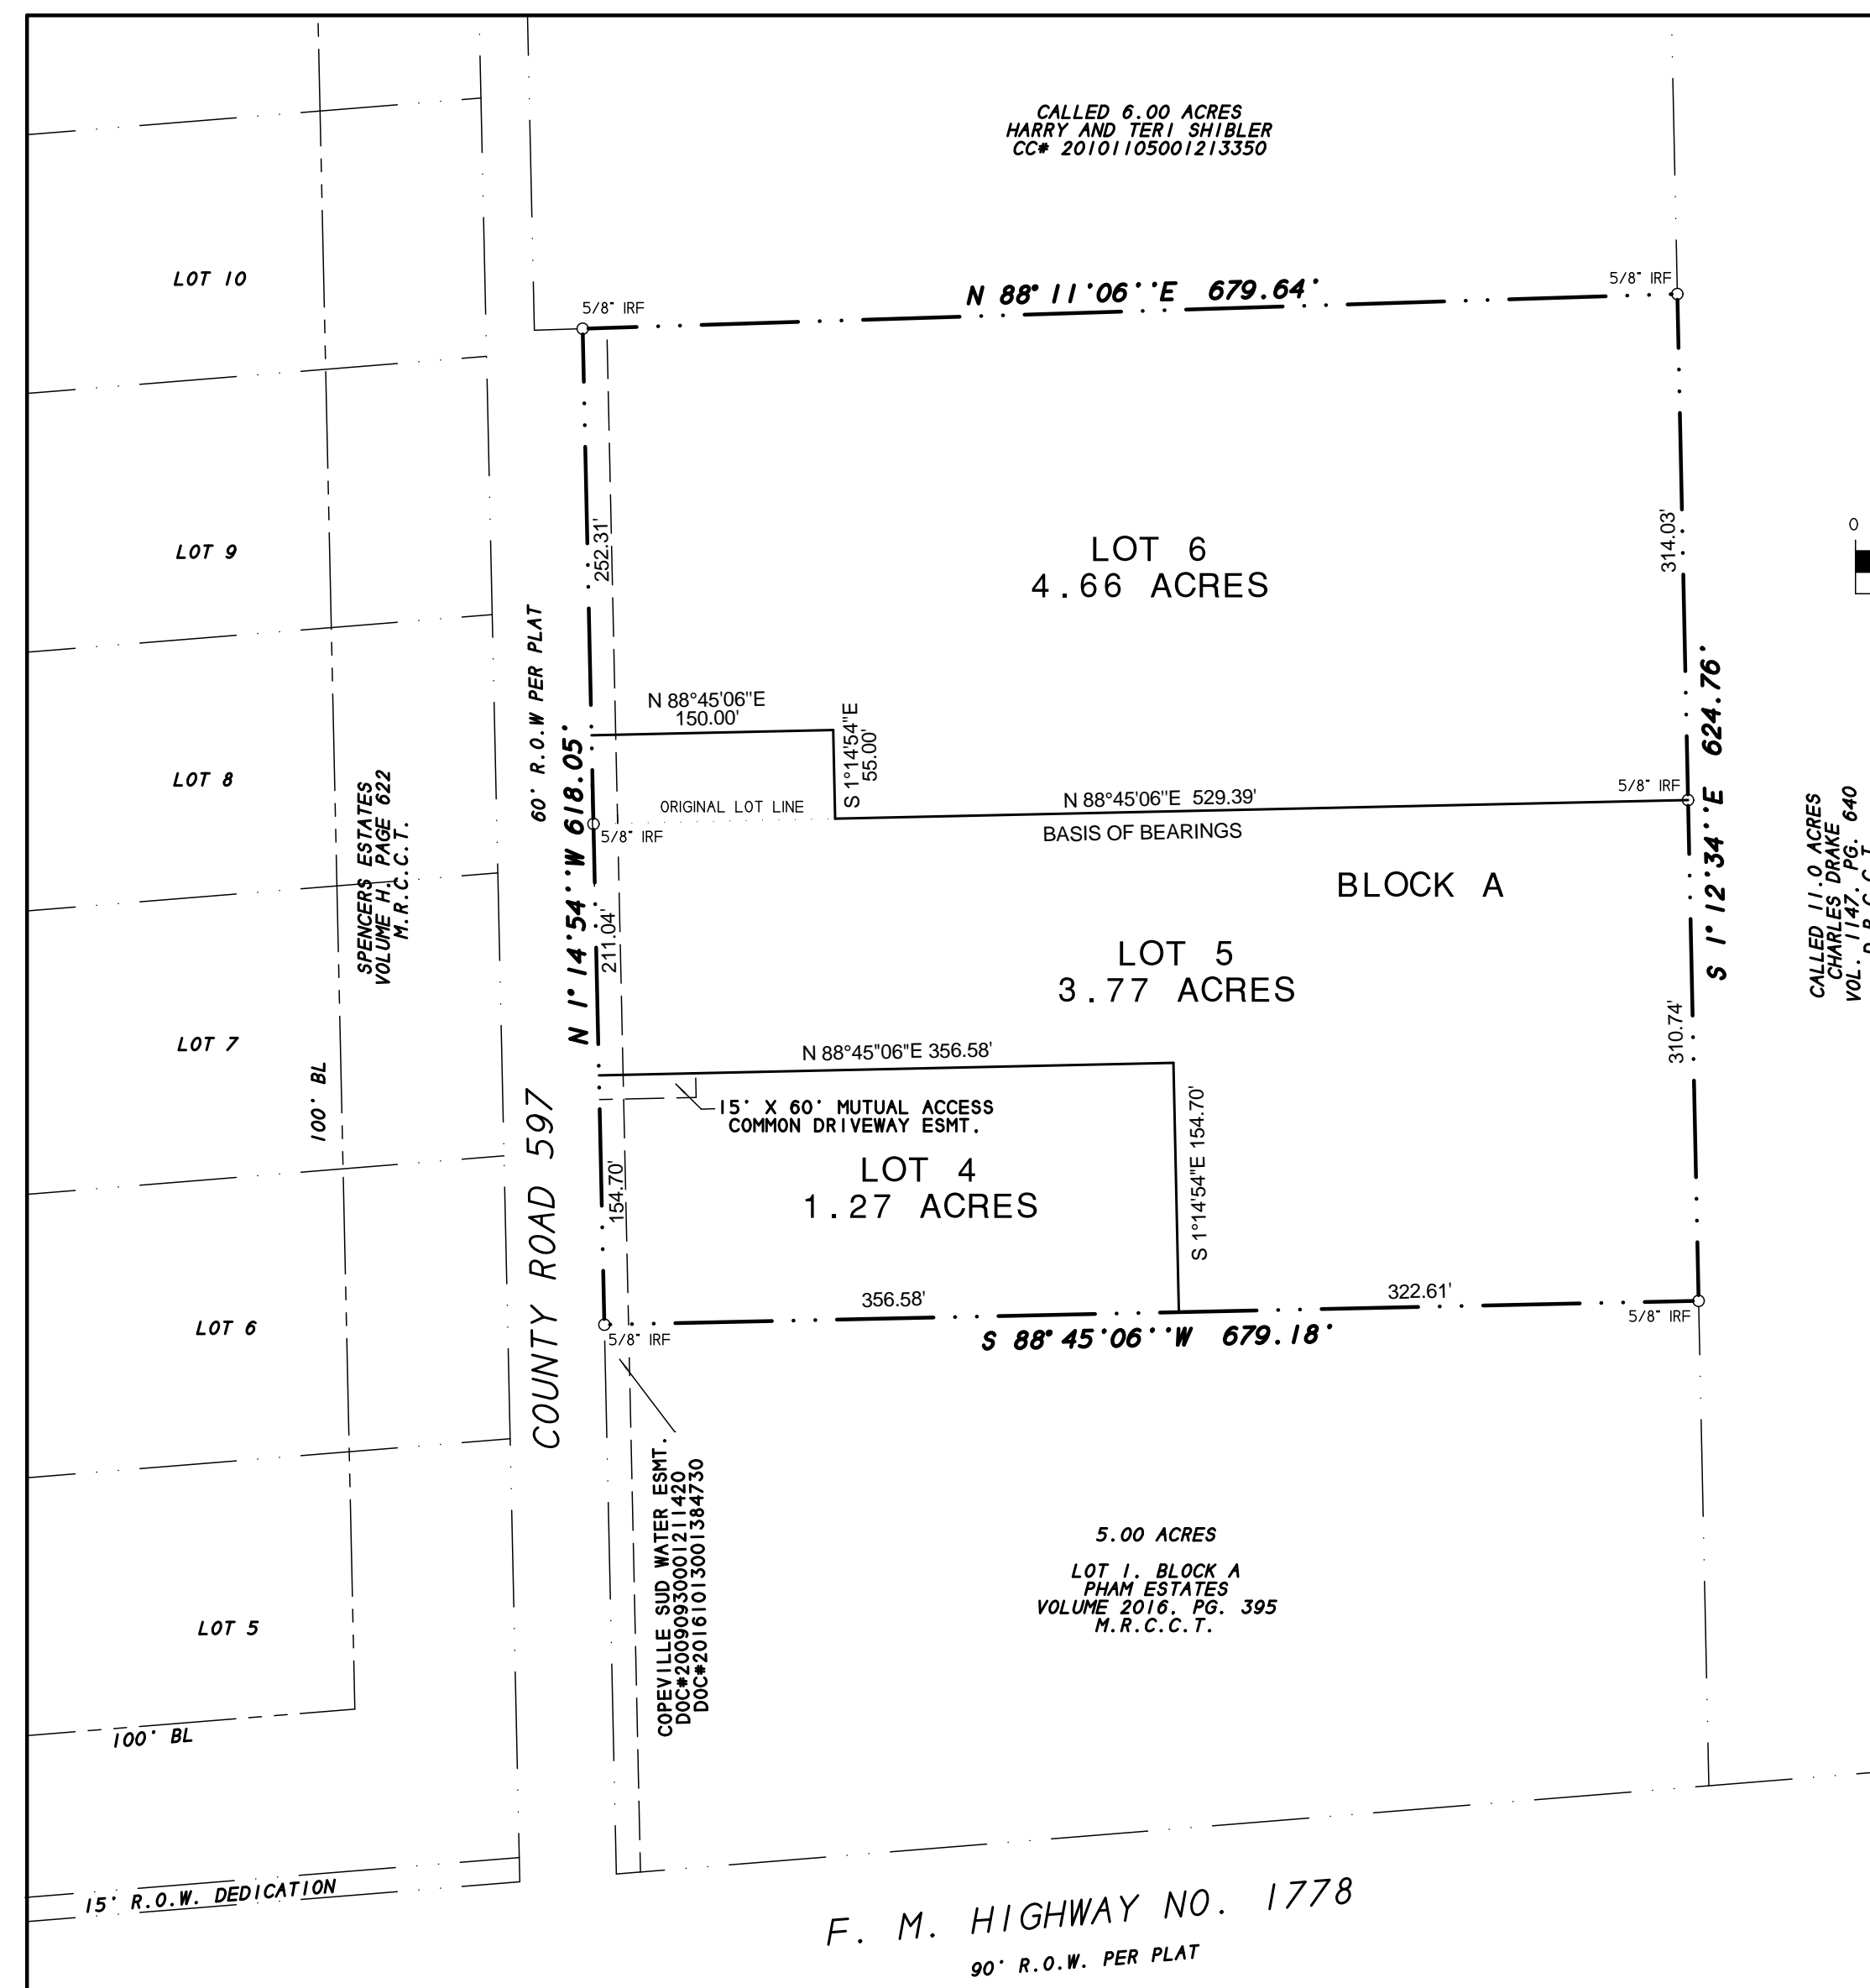 CALLED 6.00 ACRES
HARRY AND TERI SHIBLER
CC# 20101105001213350
LOT 10
5/8" IRF
N 88°11'06''E 679.64'
5/8" IRF
252.31'
314.03'
0
LOT 9
LOT 6
4.66 ACRES
60' R.O.W PER PLAT
N 88°45'06"E
150.00'
S 1°14'54"E
55.00'
S 1°12'34''E 624.76'
LOT 8
SPENCERS ESTATES
VOLUME H, PAGE 622
M.R.C.C.T.
N 1°14'54''W 618.05'
ORIGINAL LOT LINE
5/8" IRF
5/8" IRF
N 88°45'06"E 529.39'
BASIS OF BEARINGS
BLOCK A
CALLED 11.0 ACRES
CHARLES DRAKE
VOL. 1147, PG. 640
D.R.C.C.T.
211.04'
LOT 5
3.77 ACRES
310.74'
LOT 7
100' BL
N 88°45"06"E 356.58'
15' X 60' MUTUAL ACCESS
COMMON DRIVEWAY ESMT.
S 1°14'54"E 154.70'
COUNTY ROAD 597
154.70'
LOT 4
1.27 ACRES
356.58'
322.61'
LOT 6
5/8" IRF
S 88°45'06''W 679.18'
5/8" IRF
COPEVILLE SUD WATER ESMT.
DOC#20090930001211420
DOC#20161013001384730
5.00 ACRES
LOT 1, BLOCK A
PHAM ESTATES
VOLUME 2016, PG. 395
M.R.C.C.T.
LOT 5
100' BL
15' R.O.W. DEDICATION
F. M. HIGHWAY NO. 1778
90' R.O.W. PER PLAT